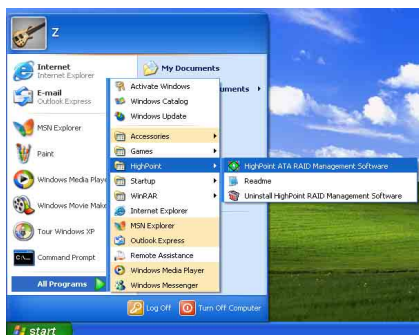 z
Internet
Internet Explorer
E-mail
Outlook Express
MSN Explorer
Paint
Windows Media Playe
Windows Movie Make
Tour Windows XP
Command Prompt
All Programs
My Documents
uments
Activate Windows
Windows Catalog
Windows Update
Accessories
Games
HighPoint
Startup
WinRAR
Internet Explorer
MSN Explorer
Outlook Express
Remote Assistance
Windows Media Player
Windows Messenger
HighPoint ATA RAID Management Software
Readme
Uninstall HighPoint RAID Management Software
Log Off
Turn Off Computer
start